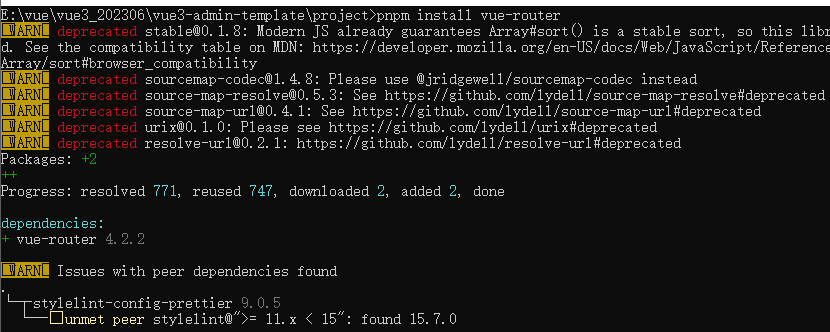 E:\vue\vue3_202306\vue3-admin-template\project>pnpm install vue-router
WARN deprecated stable@0.1.8: Modern JS already guarantees Array#sort() is a stable sort, so this libr
d. See the compatibility table on MDN: https://developer.mozilla.org/en-US/docs/Web/JavaScript/Reference
Array/sort#browser_compatibility
WARN deprecated sourcemap-codec@1.4.8: Please use @jridgewell/sourcemap-codec instead
WARN deprecated source-map-resolve@0.5.3: See https://github.com/lydell/source-map-resolve#deprecated
WARN deprecated source-map-url@0.4.1: See https://github.com/lydell/source-map-url#deprecated
WARN deprecated urix@0.1.0: Please see https://github.com/lydell/urix#deprecated
WARN deprecated resolve-url@0.2.1: https://github.com/lydell/resolve-url#deprecated
Packages: +2
++
Progress: resolved 771, reused 747, downloaded 2, added 2, done
dependencies:
+ vue-router 4.2.2
WARN Issues with peer dependencies found
.
└─┬ stylelint-config-prettier 9.0.5
└── □unmet peer stylelint@">= 11.x < 15": found 15.7.0